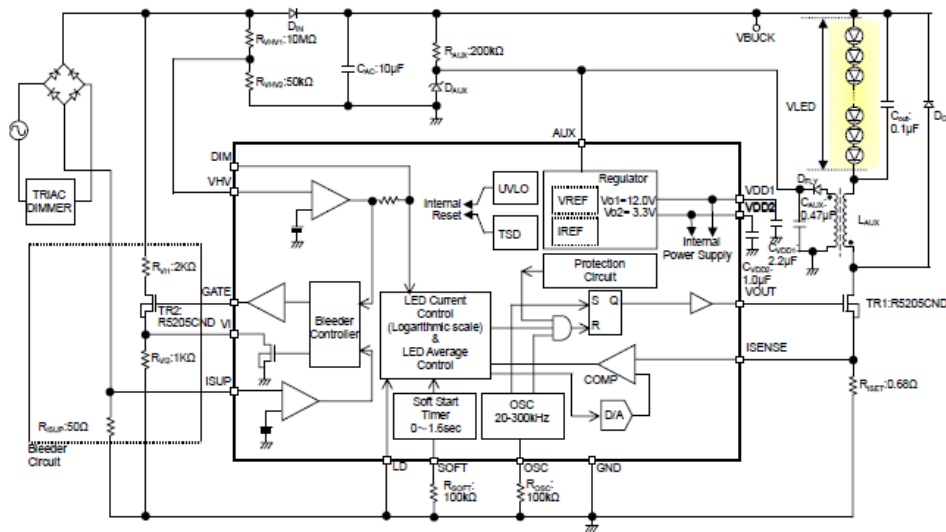 DIN
RVHV1:10MΩ
RVHV2:50kΩ
CAC:10μF
RAUX:200kΩ
DAUX
VBUCK
VLED
Cout:
0.1μF
TRIAC
DIMMER
AUX
DIM
VHV
Internal
Reset
UVLO
TSD
Regulator
VREF
IREF
Vo1=12.0V
Vo2= 3.3V
Internal
Power Supply
VDD1
VDD2
DFLY
CAUX:
0.47μF
LAUX
CVDD1:
2.2μF
CVDD2:
1.0μF
VOUT
Protection
Circuit
RVI1:2KΩ
TR2:
R5205CND
GATE
VI
RVI2:1KΩ
ISUP
RISUP:50Ω
Bleeder
Circuit
Bleeder
Controller
LED Current
Control
(Logarithmic scale)
&
LED Average
Control
S
Q
R
TR1:R5205CND
ISENSE
COMP
D/A
RISET:0.68Ω
Soft Start
Timer
0～1.6sec
OSC
20-300kHz
LD
SOFT
OSC
GND
RSOFT:
100kΩ
ROSC:
100kΩ